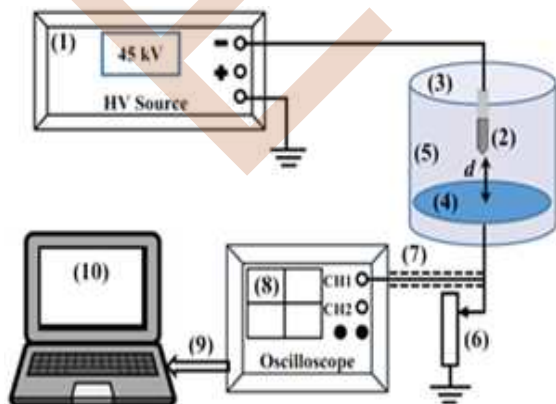 (1)
45 kV
−
+
HV Source
(3)
(2)
(5)
d
(4)
(7)
(10)
(8)
CH1
CH2
(9)
Oscilloscope
(6)